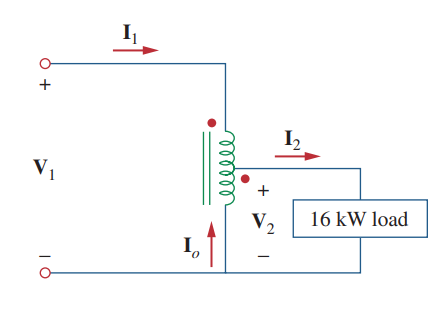 I₁
+
V₁
I₂
+
V₂
16 kW load
Iₒ
–
–